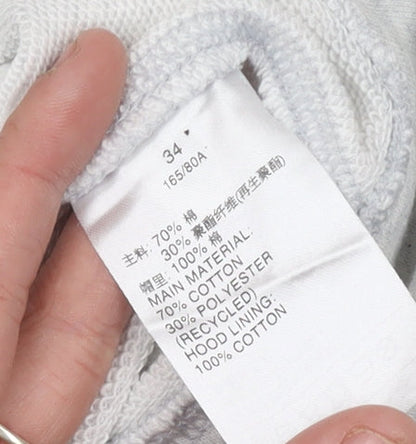 34
165/80A
主料: 70% 棉
30% 聚酯纤维(再生聚酯)
帽里: 100% 棉
MAIN MATERIAL:
70% COTTON
30% POLYESTER
(RECYCLED)
HOOD LINING:
100% COTTON